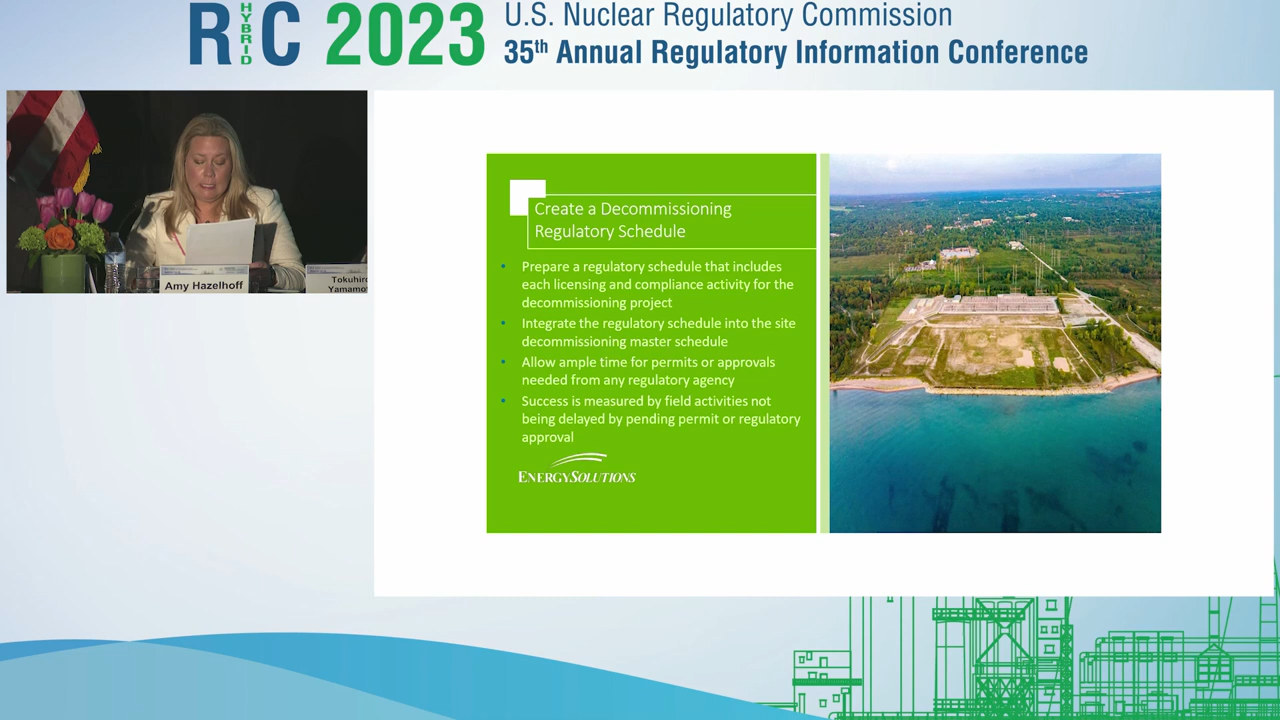 RIC 2023
HYBRID
U.S. Nuclear Regulatory Commission
35th Annual Regulatory Information Conference
Amy Hazelhoff
Tokuhiro
Create a Decommissioning
Regulatory Schedule
• Prepare a regulatory schedule that includes
each licensing and compliance activity for the
decommissioning project
• Integrate the regulatory schedule into the site
decommissioning master schedule
• Allow ample time for permits or approvals
needed from any regulatory agency
• Success is measured by field activities not
being delayed by pending permit or regulatory
approval
ENERGYSOLUTIONS